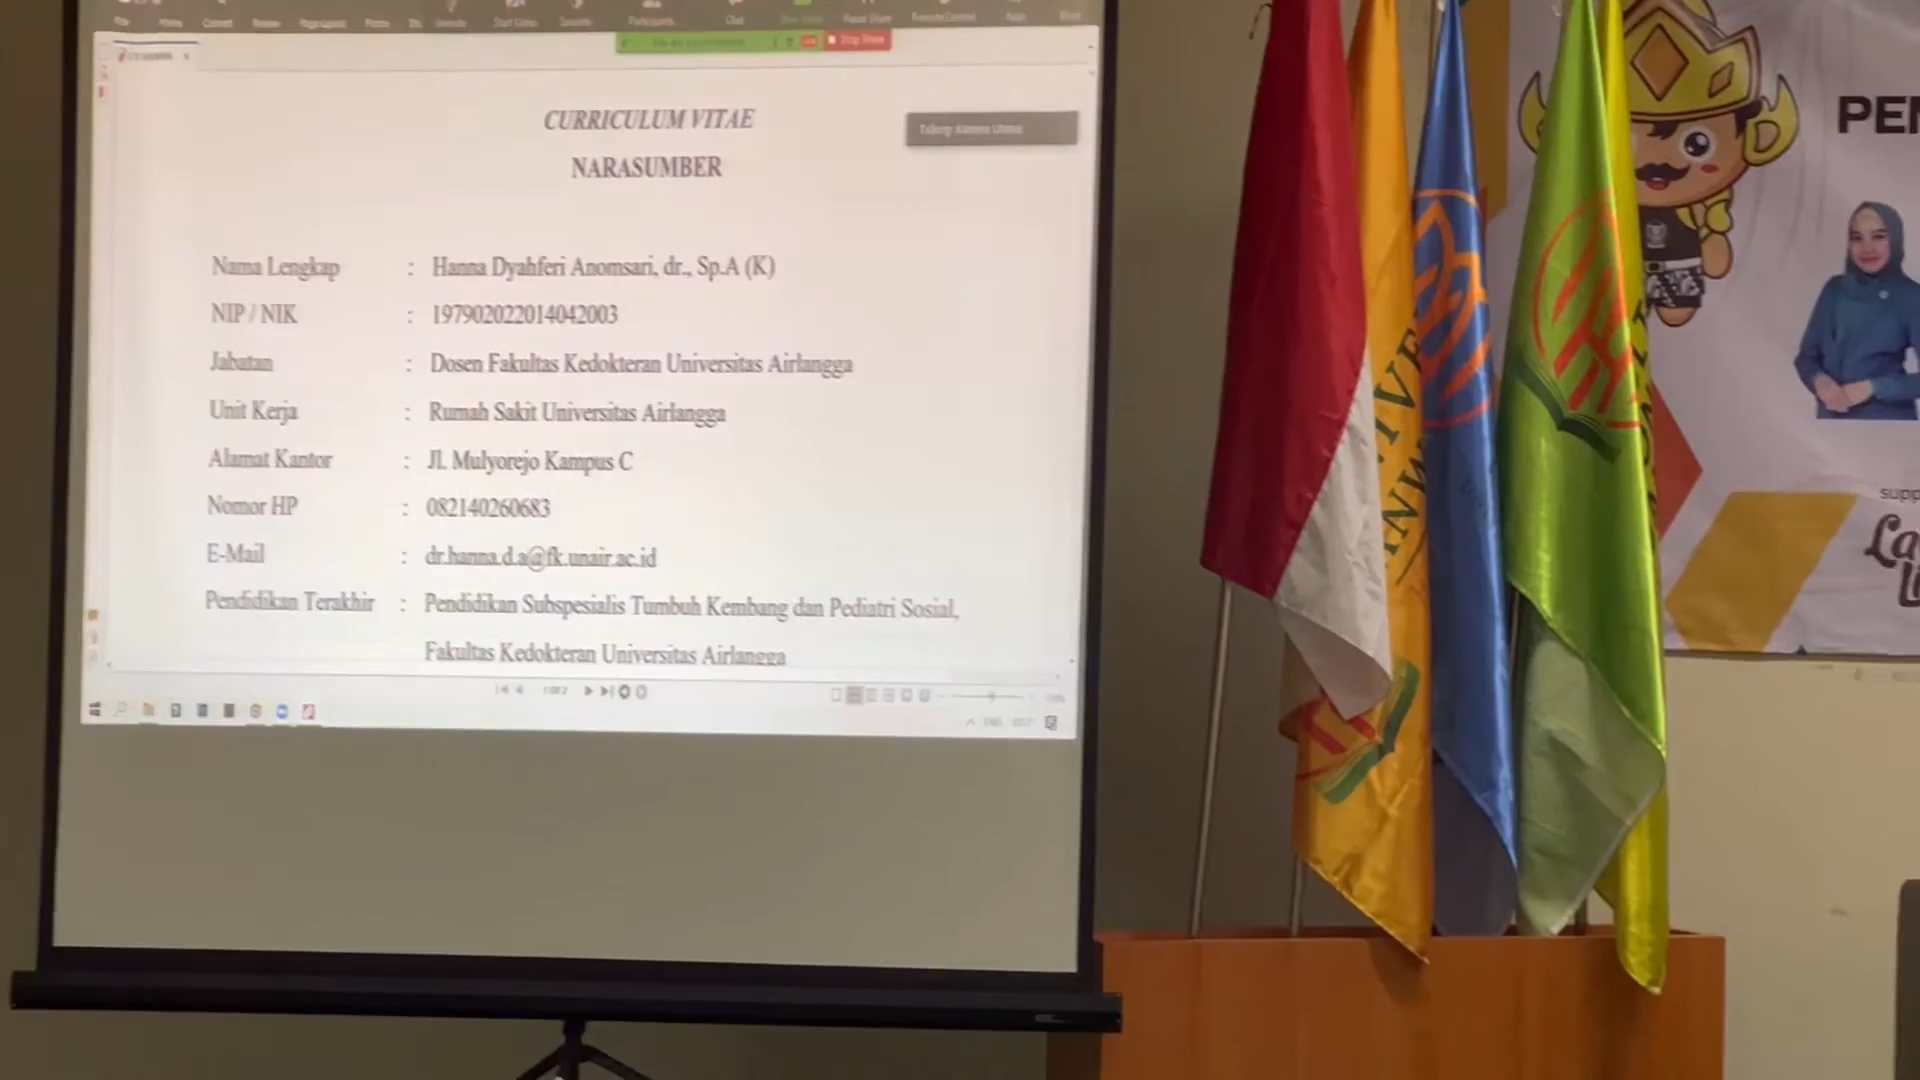 Stop Share
CURRICULUM VITAE
NARASUMBER
Nama Lengkap : Hanna Dyahferi Anomsari, dr., Sp.A (K)
NIP / NIK : 197902022014042003
Jabatan : Dosen Fakultas Kedokteran Universitas Airlangga
Unit Kerja : Rumah Sakit Universitas Airlangga
Alamat Kantor : Jl. Mulyorejo Kampus C
Nomor HP : 082140260683
E-Mail : dr.hanna.d.a@fk.unair.ac.id
Pendidikan Terakhir : Pendidikan Subspesialis Tumbuh Kembang dan Pediatri Sosial,
Fakultas Kedokteran Universitas Airlangga
PEN
supp
La